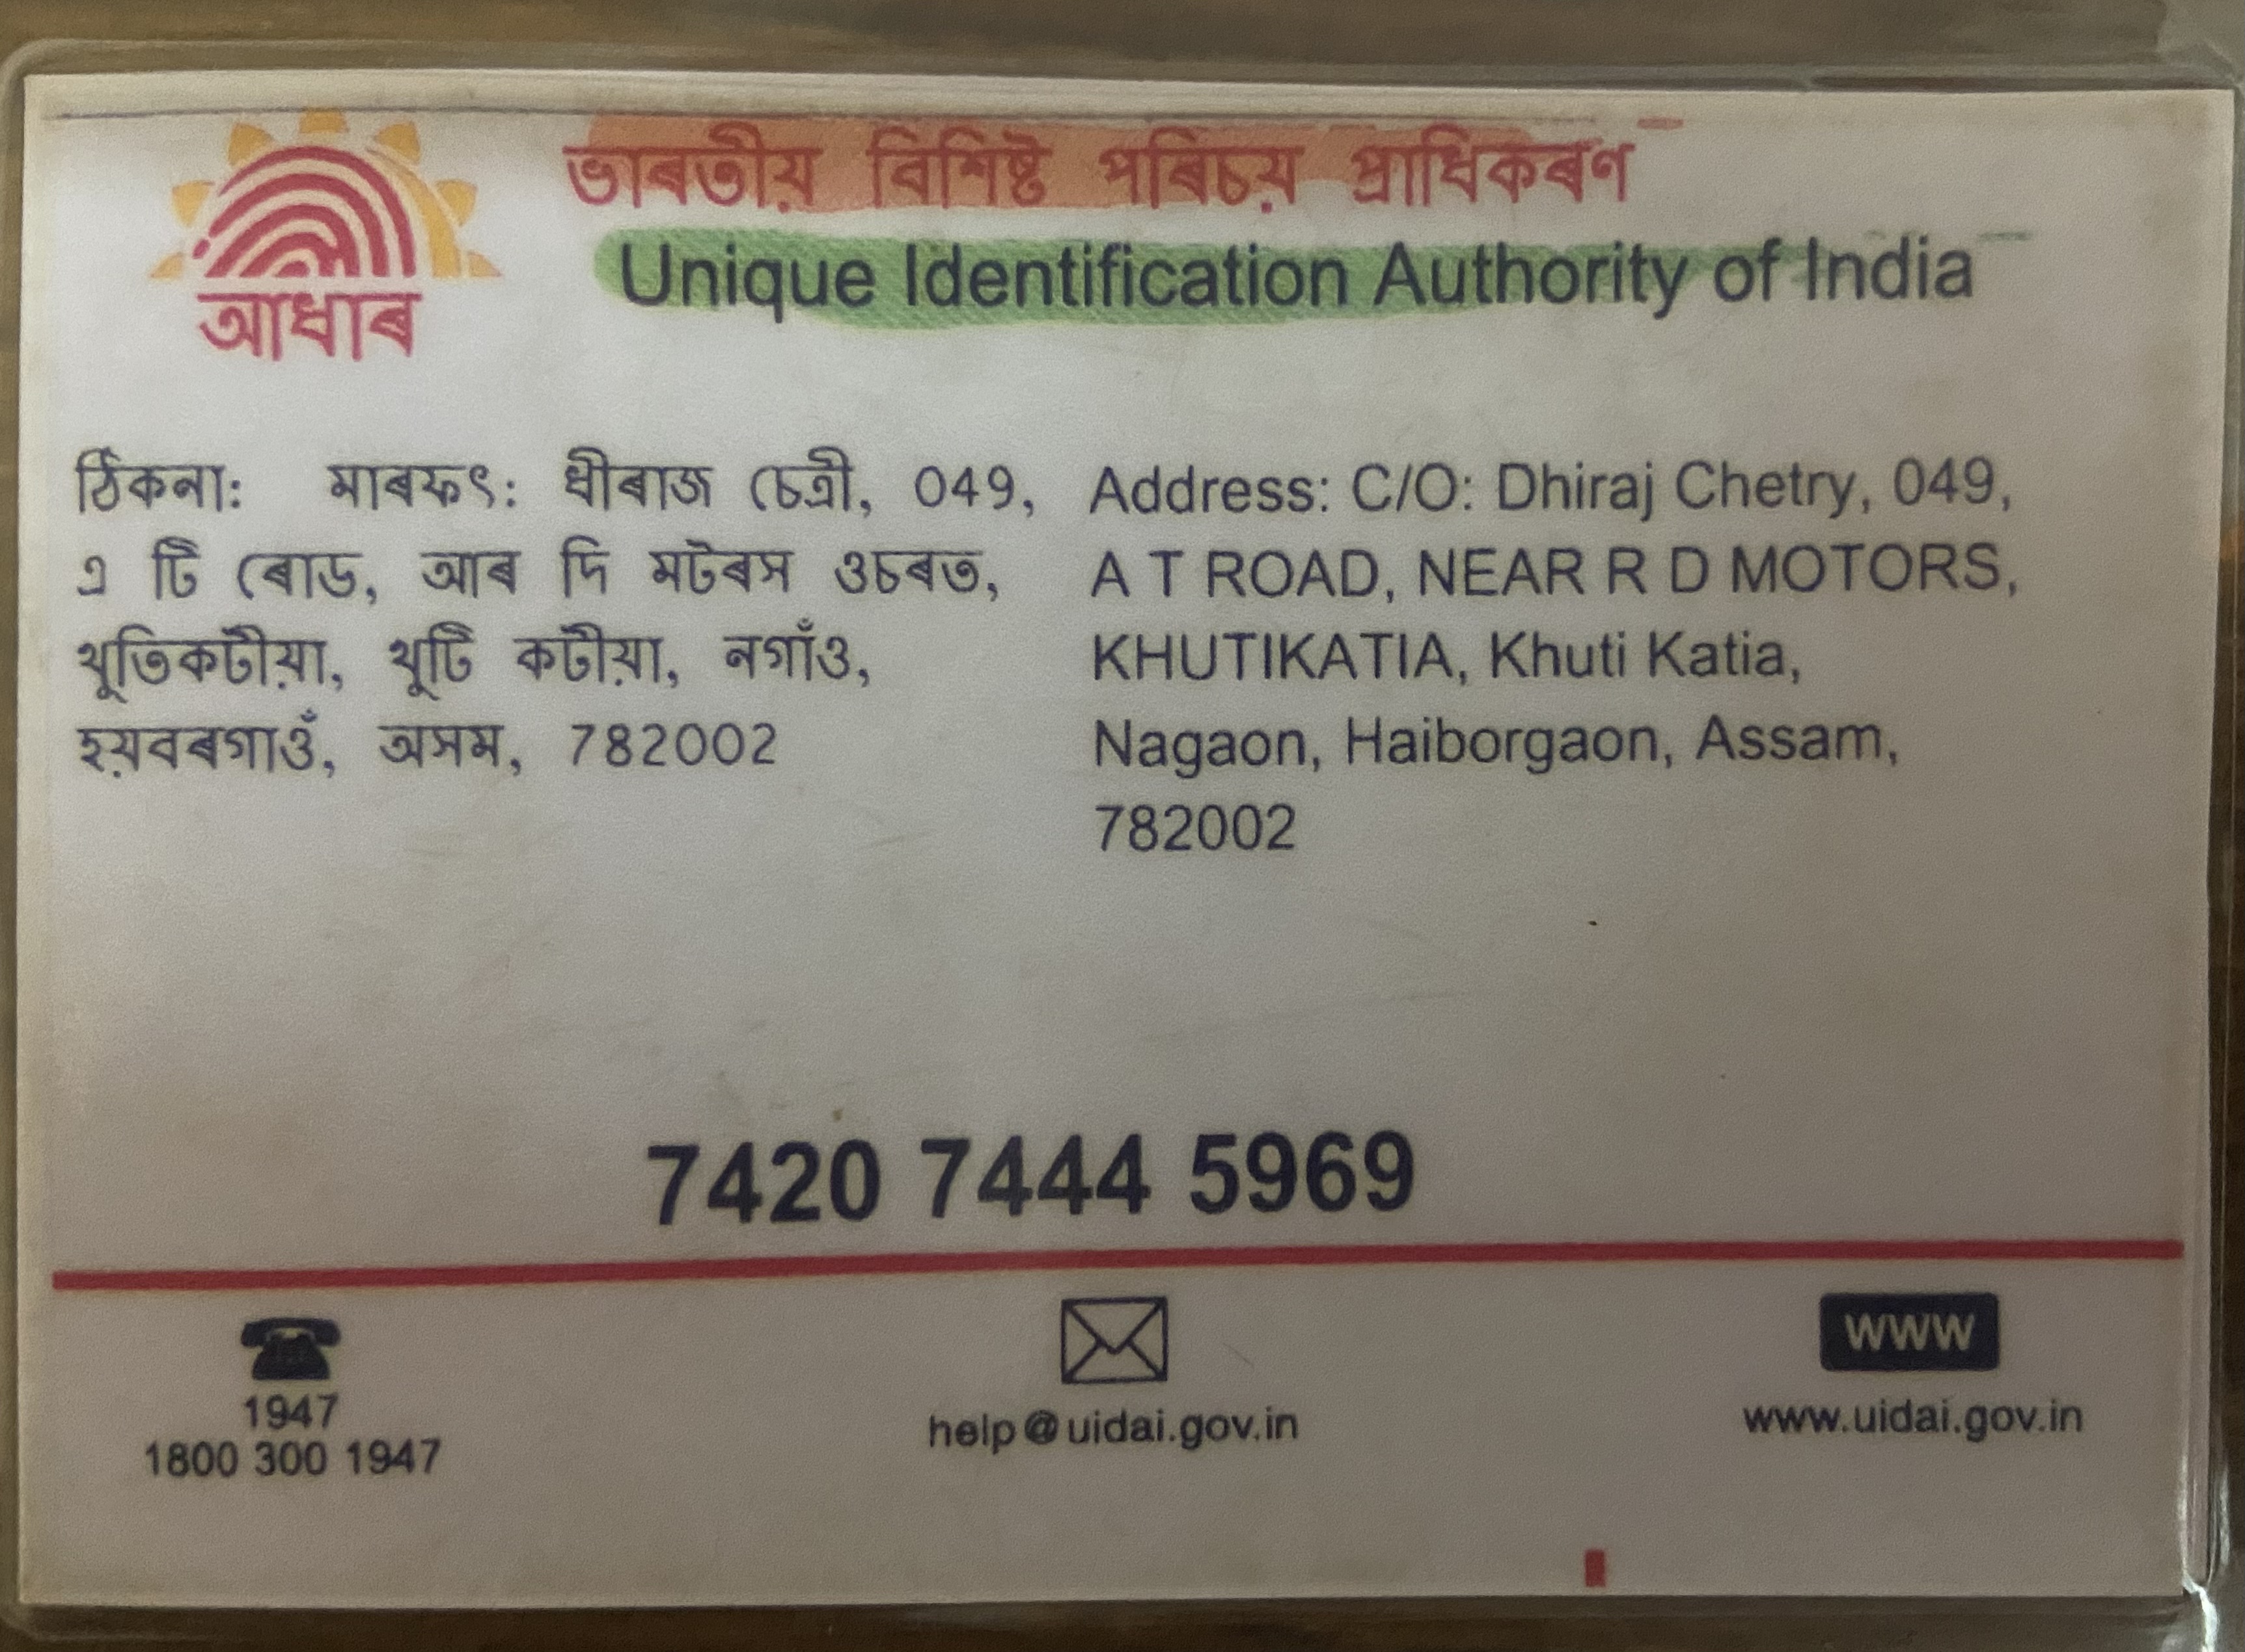 ভাৰতীয় বিশিষ্ট পৰিচয় প্ৰাধিকৰণ
Unique Identification Authority of India
আধাৰ
ঠিকনা: মাৰফৎ: ধীৰাজ চেত্ৰী, 049,
এ টি ৰোড, আৰ দি মটৰস ওচৰত,
খুতিকটীয়া, খুটি কটীয়া, নগাঁও,
হয়বৰগাওঁ, অসম, 782002
Address: C/O: Dhiraj Chetry, 049,
A T ROAD, NEAR R D MOTORS,
KHUTIKATIA, Khuti Katia,
Nagaon, Haiborgaon, Assam,
782002
7420 7444 5969
1947
1800 300 1947
help@uidai.gov.in
WWW
www.uidai.gov.in